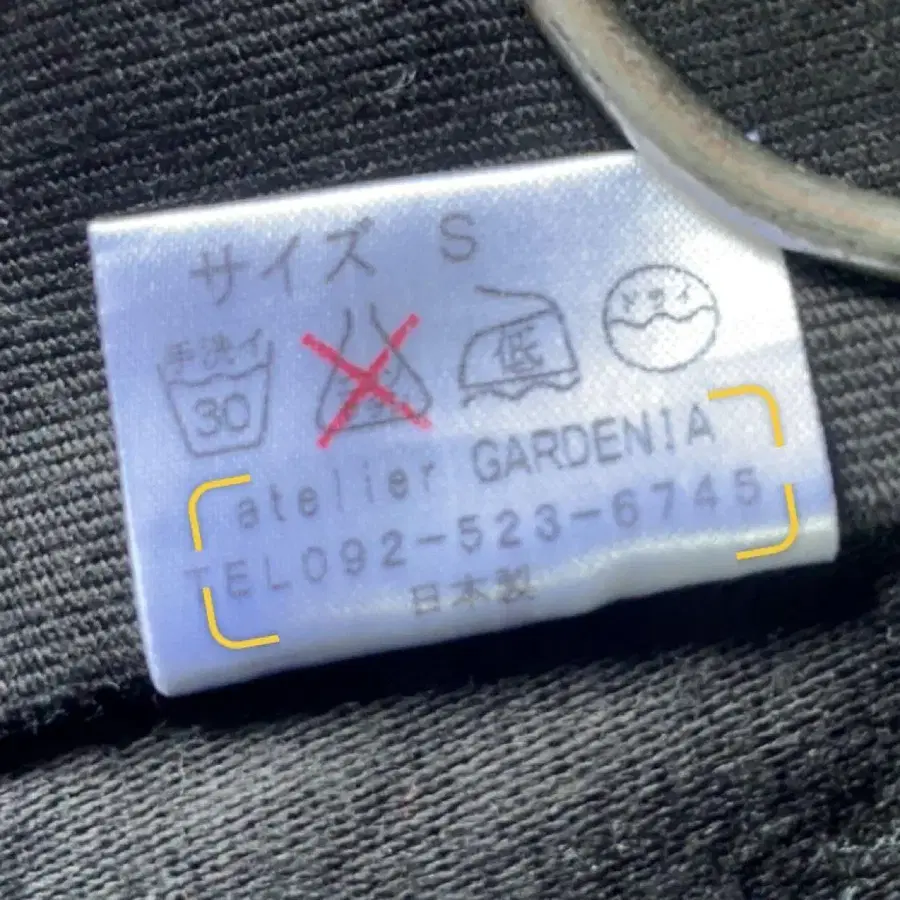 サイズ S
手洗イ 30 低 ドライ
atelier GARDENIA
TEL092-523-6745
日本製